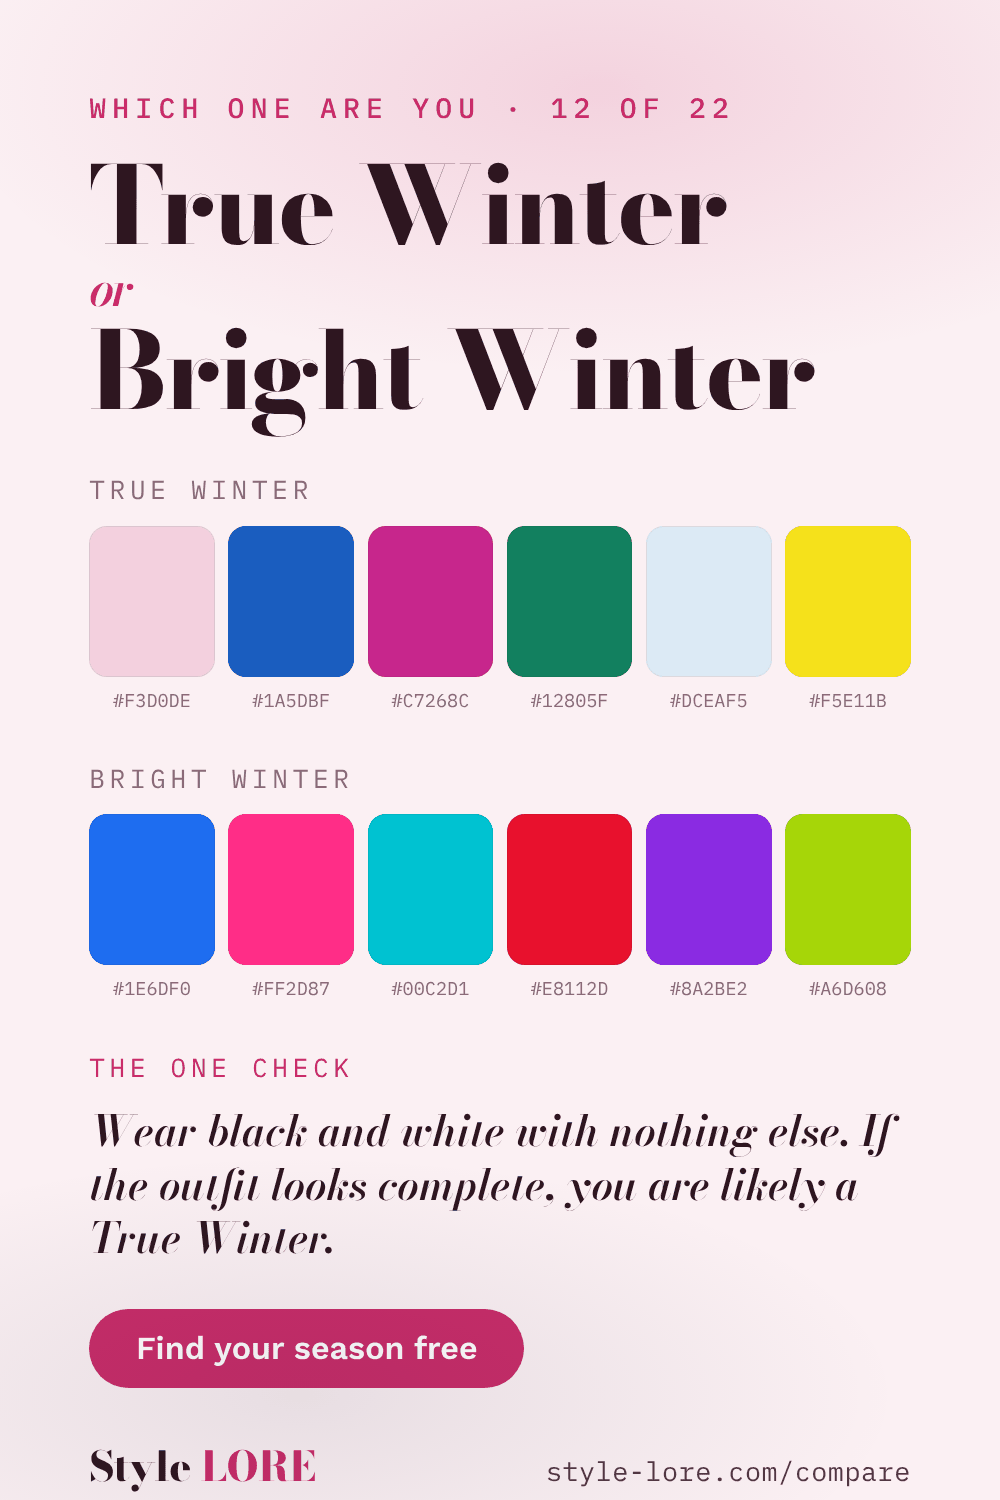 WHICH ONE ARE YOU · 12 OF 22
True Winter
or
Bright Winter
TRUE WINTER
#F3D0DE #1A5DBF #C7268C #12805F #DCEAF5 #F5E11B
BRIGHT WINTER
#1E6DF0 #FF2D87 #00C2D1 #E8112D #8A2BE2 #A6D608
THE ONE CHECK
Wear black and white with nothing else. If
the outfit looks complete, you are likely a
True Winter.
Find your season free
Style LORE
style-lore.com/compare